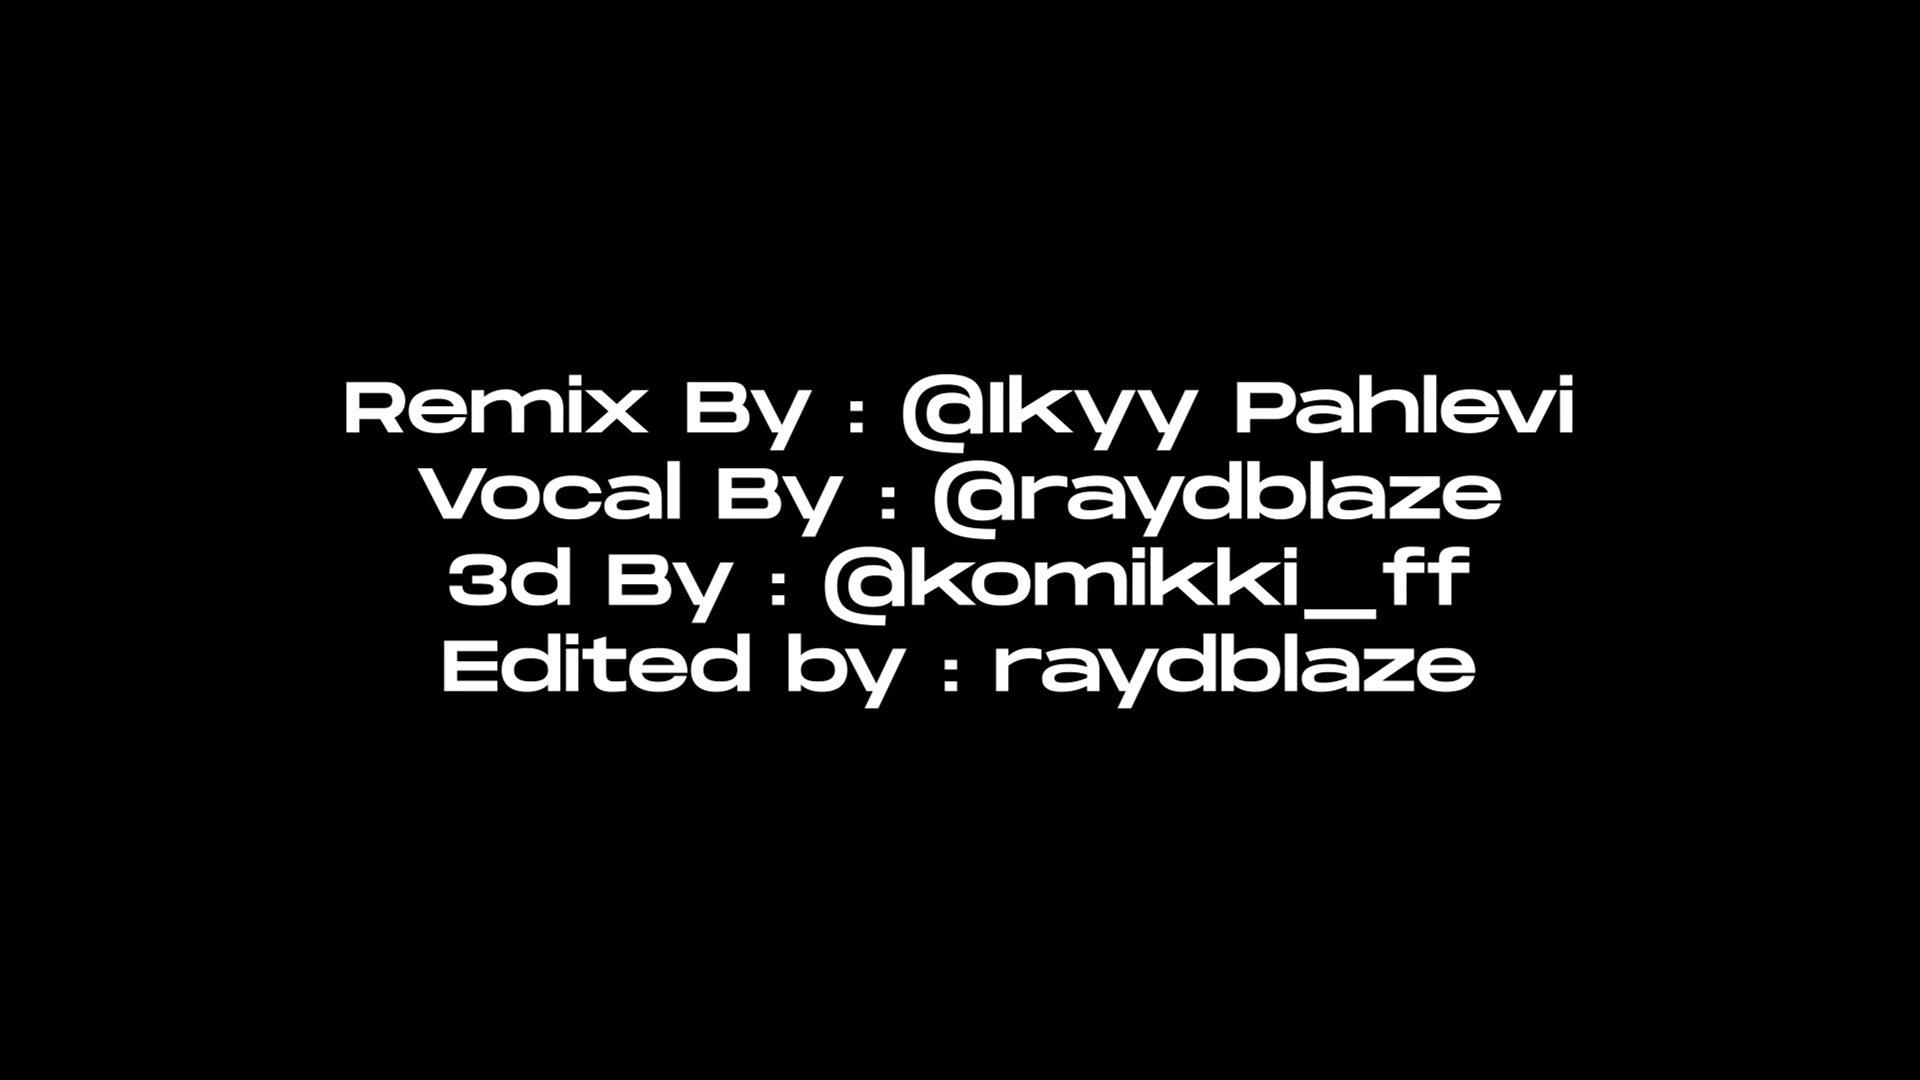 Remix By : @Ikyy Pahlevi
Vocal By : @raydblaze
3d By : @komikki_ff
Edited by : raydblaze